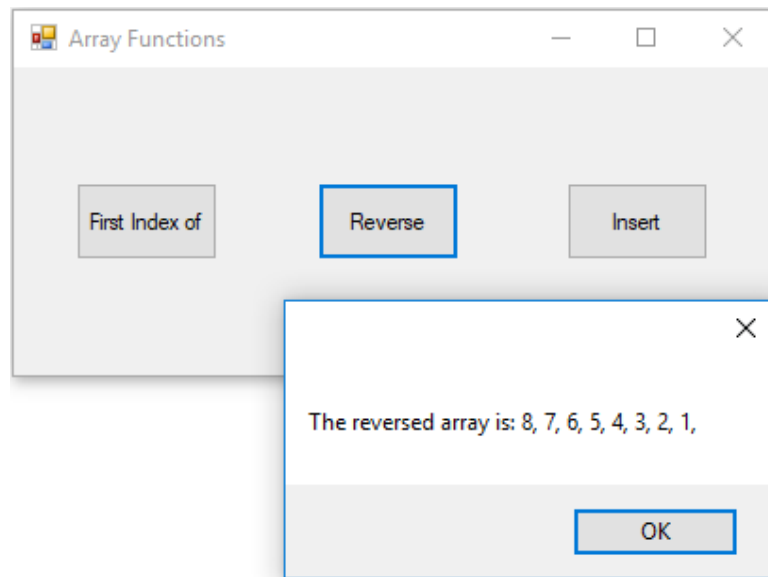 Array Functions
First Index of
Reverse
Insert
The reversed array is: 8, 7, 6, 5, 4, 3, 2, 1,
OK